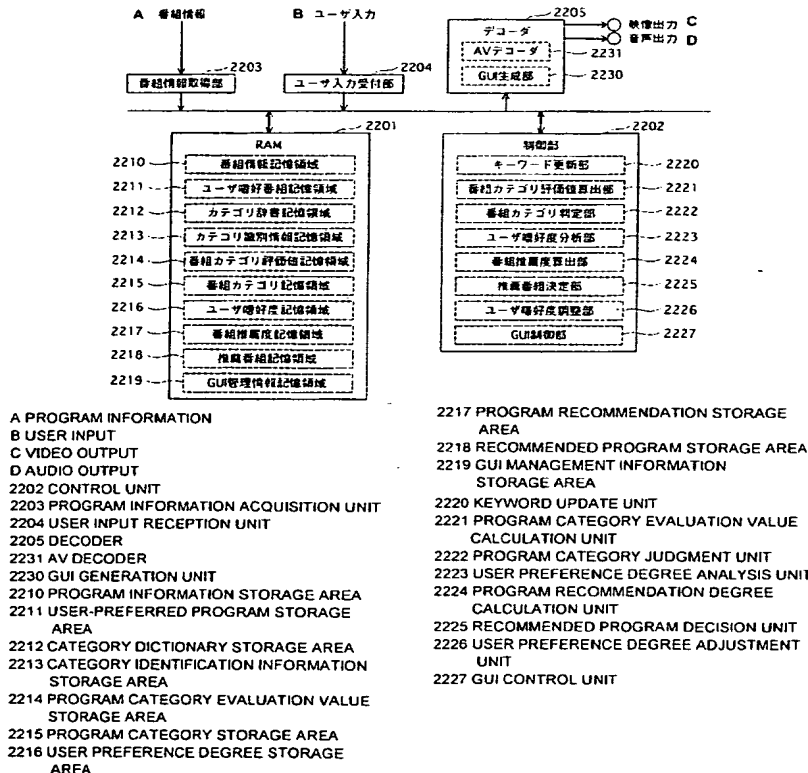 A 番組情報
B ユーザ入力
2205
デコーダ
映像出力 C
音声出力 D
AVデコーダ 2231
GUI生成部 2230
2203
番組情報取得部
2204
ユーザ入力受付部
2201
RAM
2210 番組情報記憶領域
2211 ユーザ嗜好番組記憶領域
2212 カテゴリ辞書記憶領域
2213 カテゴリ識別情報記憶領域
2214 番組カテゴリ評価値記憶領域
2215 番組カテゴリ記憶領域
2216 ユーザ嗜好度記憶領域
2217 番組推薦度記憶領域
2218 推薦番組記憶領域
2219 GUI管理情報記憶領域
2202
制御部
キーワード更新部 2220
番組カテゴリ評価値算出部 2221
番組カテゴリ判定部 2222
ユーザ嗜好度分析部 2223
番組推薦度算出部 2224
推薦番組決定部 2225
ユーザ嗜好度調整部 2226
GUI制御部 2227
A PROGRAM INFORMATION
B USER INPUT
C VIDEO OUTPUT
D AUDIO OUTPUT
2202 CONTROL UNIT
2203 PROGRAM INFORMATION ACQUISITION UNIT
2204 USER INPUT RECEPTION UNIT
2205 DECODER
2231 AV DECODER
2230 GUI GENERATION UNIT
2210 PROGRAM INFORMATION STORAGE AREA
2211 USER-PREFERRED PROGRAM STORAGE
AREA
2212 CATEGORY DICTIONARY STORAGE AREA
2213 CATEGORY IDENTIFICATION INFORMATION
STORAGE AREA
2214 PROGRAM CATEGORY EVALUATION VALUE
STORAGE AREA
2215 PROGRAM CATEGORY STORAGE AREA
2216 USER PREFERENCE DEGREE STORAGE
AREA
2217 PROGRAM RECOMMENDATION STORAGE
AREA
2218 RECOMMENDED PROGRAM STORAGE AREA
2219 GUI MANAGEMENT INFORMATION
STORAGE AREA
2220 KEYWORD UPDATE UNIT
2221 PROGRAM CATEGORY EVALUATION VALUE
CALCULATION UNIT
2222 PROGRAM CATEGORY JUDGMENT UNIT
2223 USER PREFERENCE DEGREE ANALYSIS UNIT
2224 PROGRAM RECOMMENDATION DEGREE
CALCULATION UNIT
2225 RECOMMENDED PROGRAM DECISION UNIT
2226 USER PREFERENCE DEGREE ADJUSTMENT
UNIT
2227 GUI CONTROL UNIT